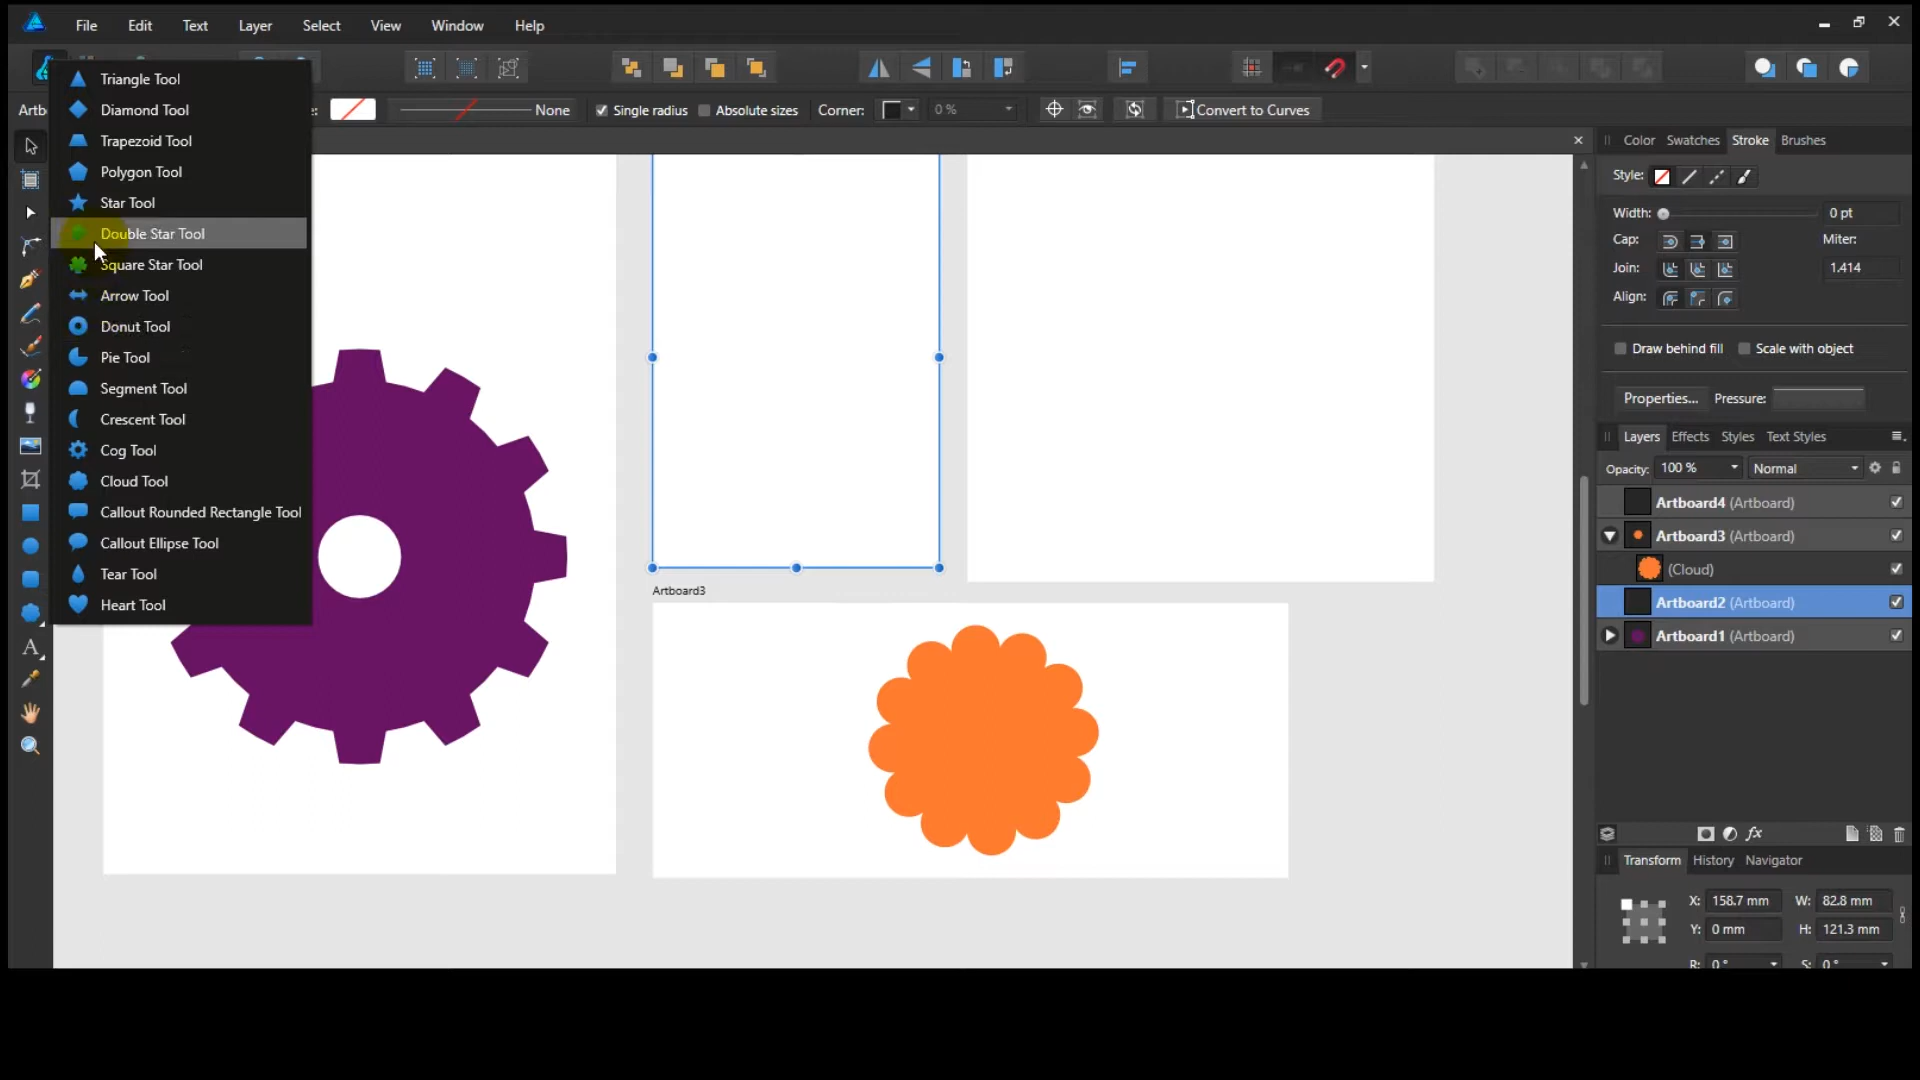 File Edit Text Layer Select View Window Help
Artb
None Single radius Absolute sizes Corner: 0 % Convert to Curves
Triangle Tool
Diamond Tool
Trapezoid Tool
Polygon Tool
Star Tool
Double Star Tool
Square Star Tool
Arrow Tool
Donut Tool
Pie Tool
Segment Tool
Crescent Tool
Cog Tool
Cloud Tool
Callout Rounded Rectangle Tool
Callout Ellipse Tool
Tear Tool
Heart Tool
Artboard3
Color Swatches Stroke Brushes
Style:
Width: 0 pt
Cap: Miter:
Join: 1.414
Align:
Draw behind fill Scale with object
Properties... Pressure:
Layers Effects Styles Text Styles
Opacity: 100 % Normal
Artboard4 (Artboard)
Artboard3 (Artboard)
(Cloud)
Artboard2 (Artboard)
Artboard1 (Artboard)
fx
Transform History Navigator
X: 158.7 mm W: 82.8 mm
Y: 0 mm H: 121.3 mm
R: 0 ° S: 0 °